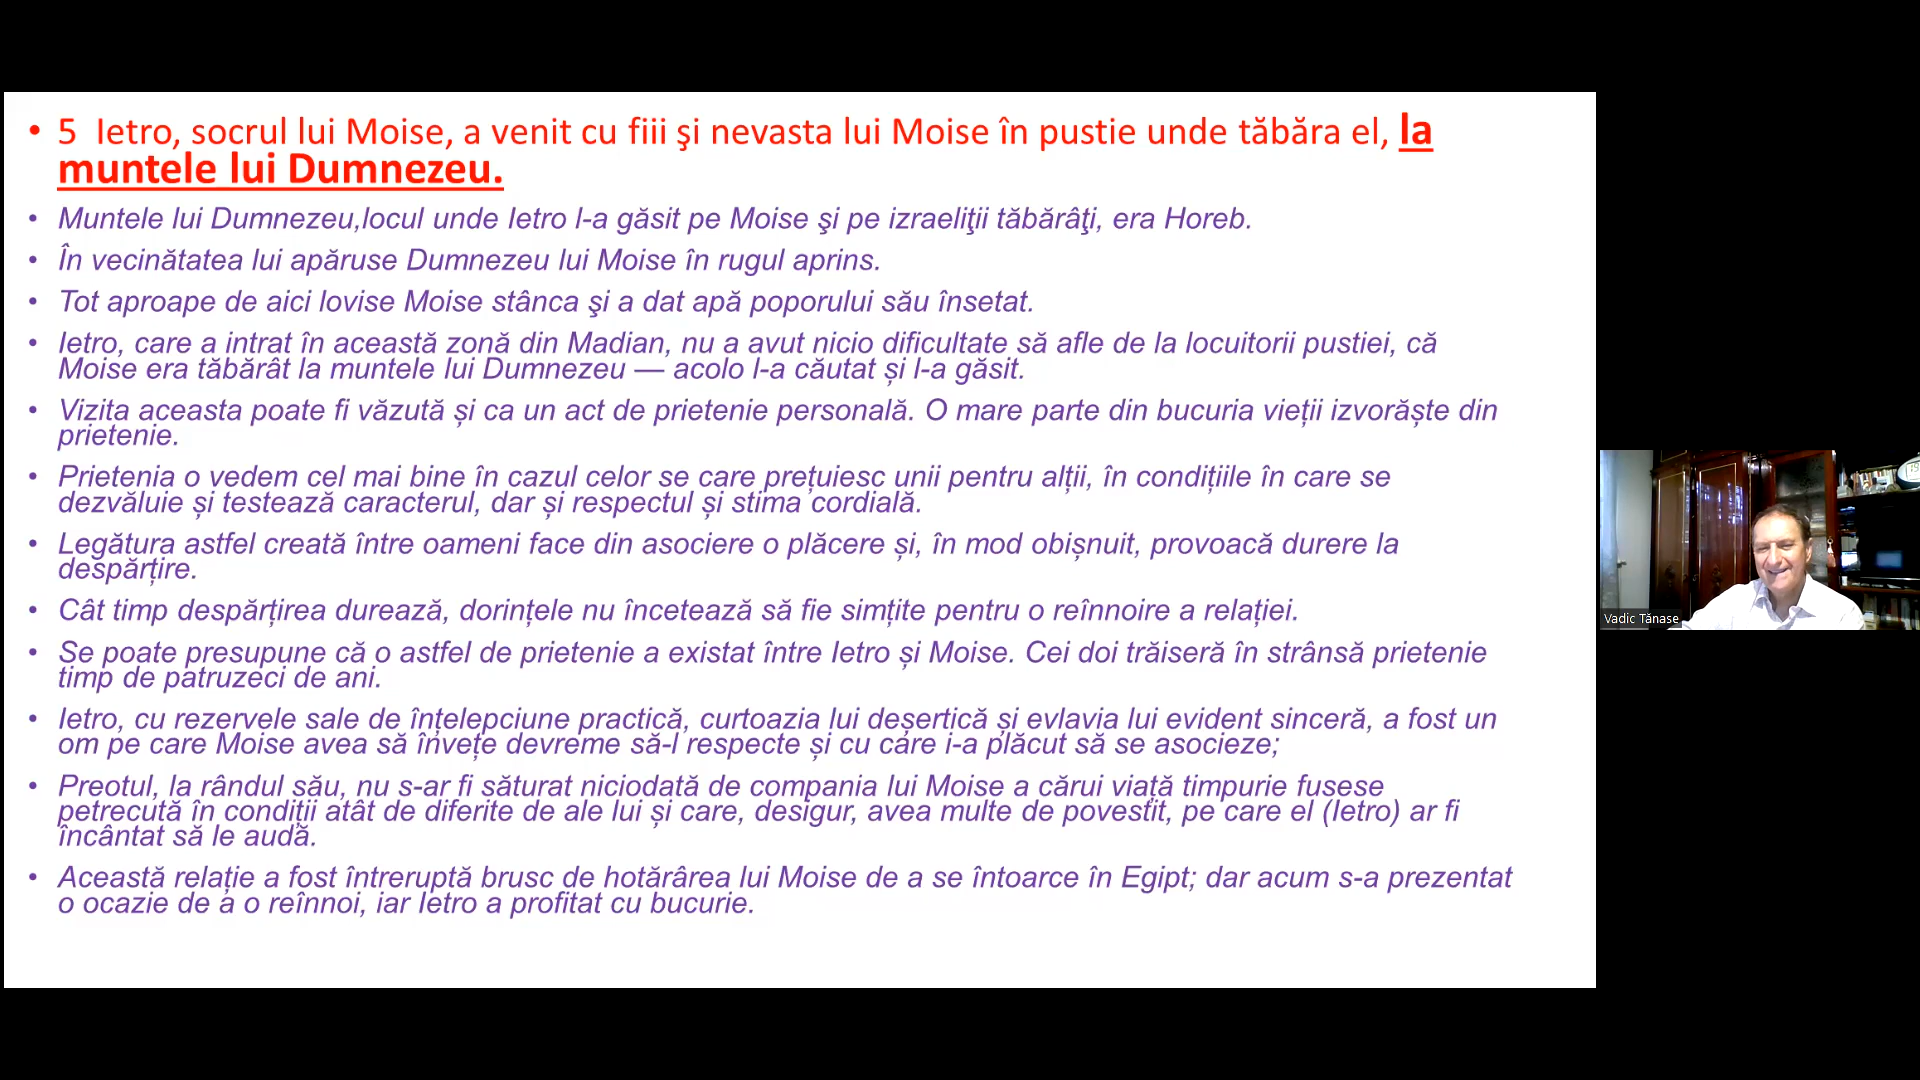 • 5 Ietro, socrul lui Moise, a venit cu fiii şi nevasta lui Moise în pustie unde tăbăra el, la
muntele lui Dumnezeu.
• Muntele lui Dumnezeu,locul unde Ietro l-a găsit pe Moise şi pe izraeliţii tăbărâţi, era Horeb.
• În vecinătatea lui apăruse Dumnezeu lui Moise în rugul aprins.
• Tot aproape de aici lovise Moise stânca şi a dat apă poporului său însetat.
• Ietro, care a intrat în această zonă din Madian, nu a avut nicio dificultate să afle de la locuitorii pustiei, că
Moise era tăbărât la muntele lui Dumnezeu — acolo l-a căutat și l-a găsit.
• Vizita aceasta poate fi văzută și ca un act de prietenie personală. O mare parte din bucuria vieții izvorăște din
prietenie.
• Prietenia o vedem cel mai bine în cazul celor se care prețuiesc unii pentru alții, în condițiile în care se
dezvăluie și testează caracterul, dar și respectul și stima cordială.
• Legătura astfel creată între oameni face din asociere o plăcere și, în mod obișnuit, provoacă durere la
despărțire.
• Cât timp despărțirea durează, dorințele nu încetează să fie simțite pentru o reînnoire a relației.
• Se poate presupune că o astfel de prietenie a existat între Ietro și Moise. Cei doi trăiseră în strânsă prietenie
timp de patruzeci de ani.
• Ietro, cu rezervele sale de înțelepciune practică, curtoazia lui deșertică și evlavia lui evident sinceră, a fost un
om pe care Moise avea să învețe devreme să-l respecte și cu care i-a plăcut să se asocieze;
• Preotul, la rândul său, nu s-ar fi săturat niciodată de compania lui Moise a cărui viață timpurie fusese
petrecută în condiții atât de diferite de ale lui și care, desigur, avea multe de povestit, pe care el (Ietro) ar fi
încântat să le audă.
• Această relație a fost întreruptă brusc de hotărârea lui Moise de a se întoarce în Egipt; dar acum s-a prezentat
o ocazie de a o reînnoi, iar Ietro a profitat cu bucurie.
Vadic Tănase